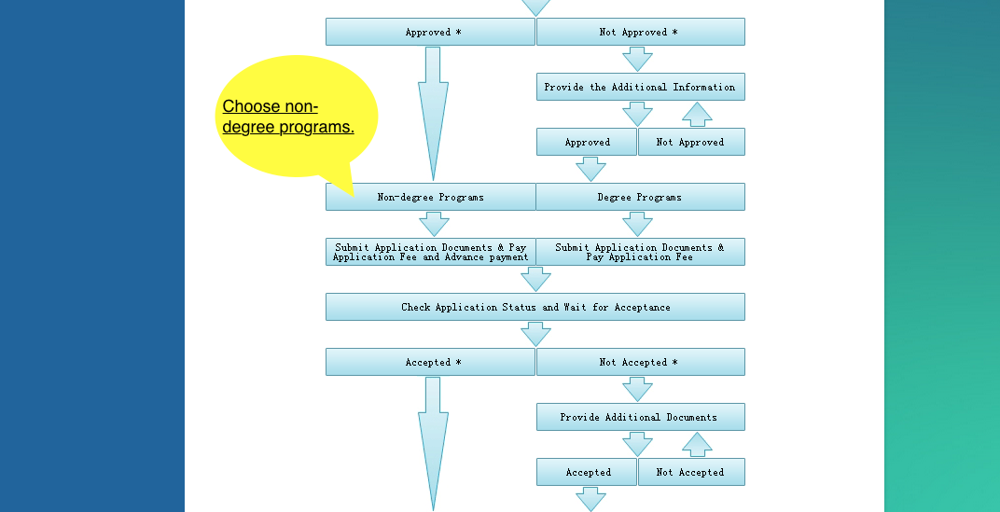 Approved *
Not Approved *
Provide the Additional Information
Choose non-
degree programs.
Approved
Not Approved
Non-degree Programs
Degree Programs
Submit Application Documents & Pay
Application Fee and Advance payment
Submit Application Documents &
Pay Application Fee
Check Application Status and Wait for Acceptance
Accepted *
Not Accepted *
Provide Additional Documents
Accepted
Not Accepted